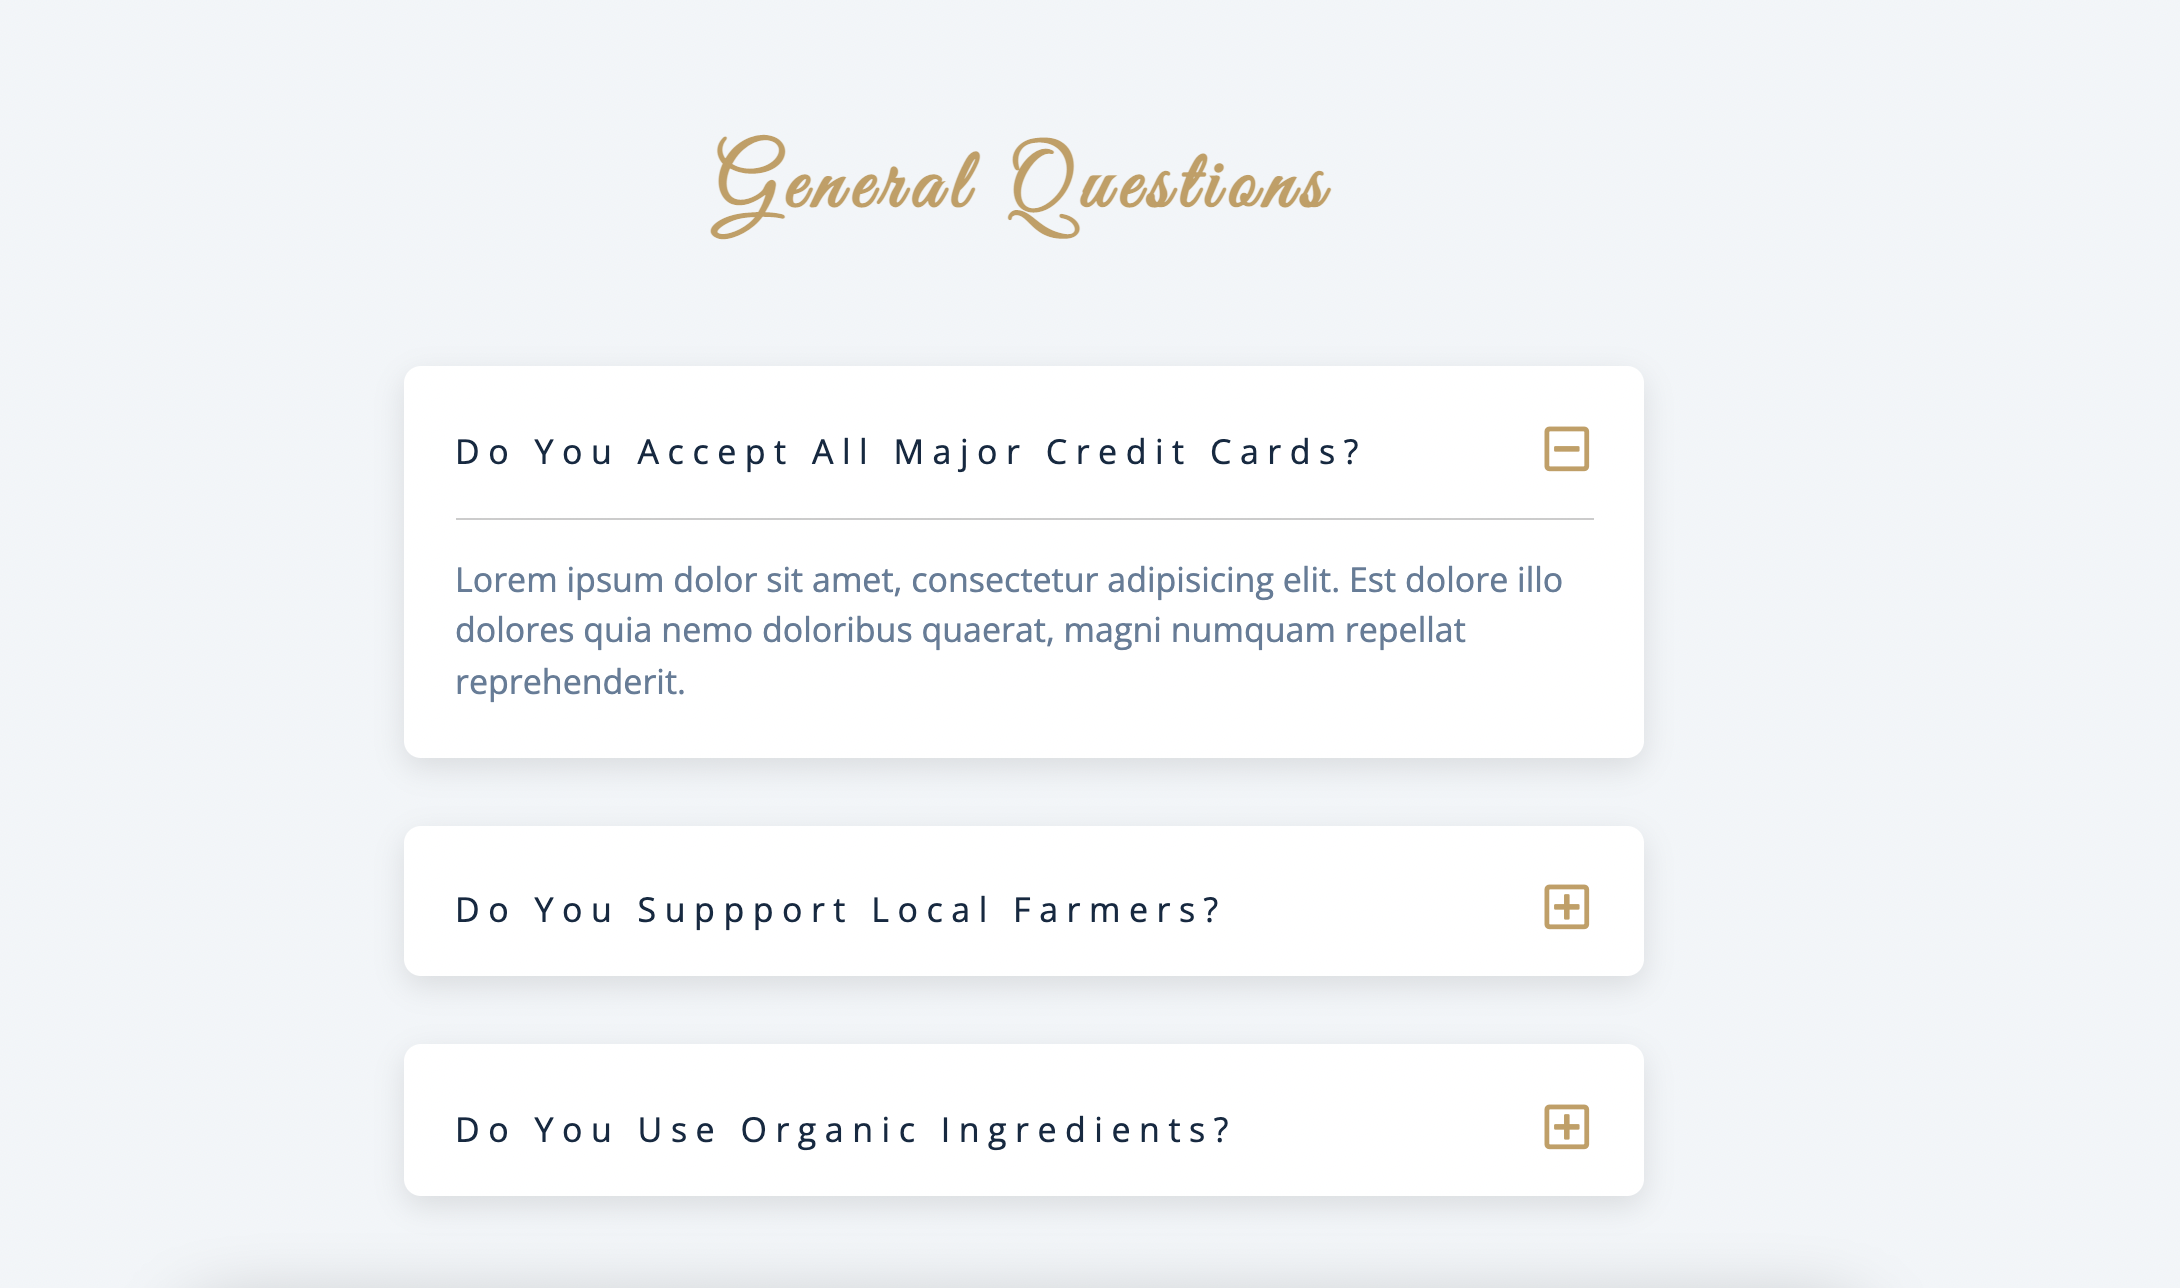 General Questions
Do You Accept All Major Credit Cards?
Lorem ipsum dolor sit amet, consectetur adipisicing elit. Est dolore illo
dolores quia nemo doloribus quaerat, magni numquam repellat
reprehenderit.
Do You Suppport Local Farmers?
Do You Use Organic Ingredients?